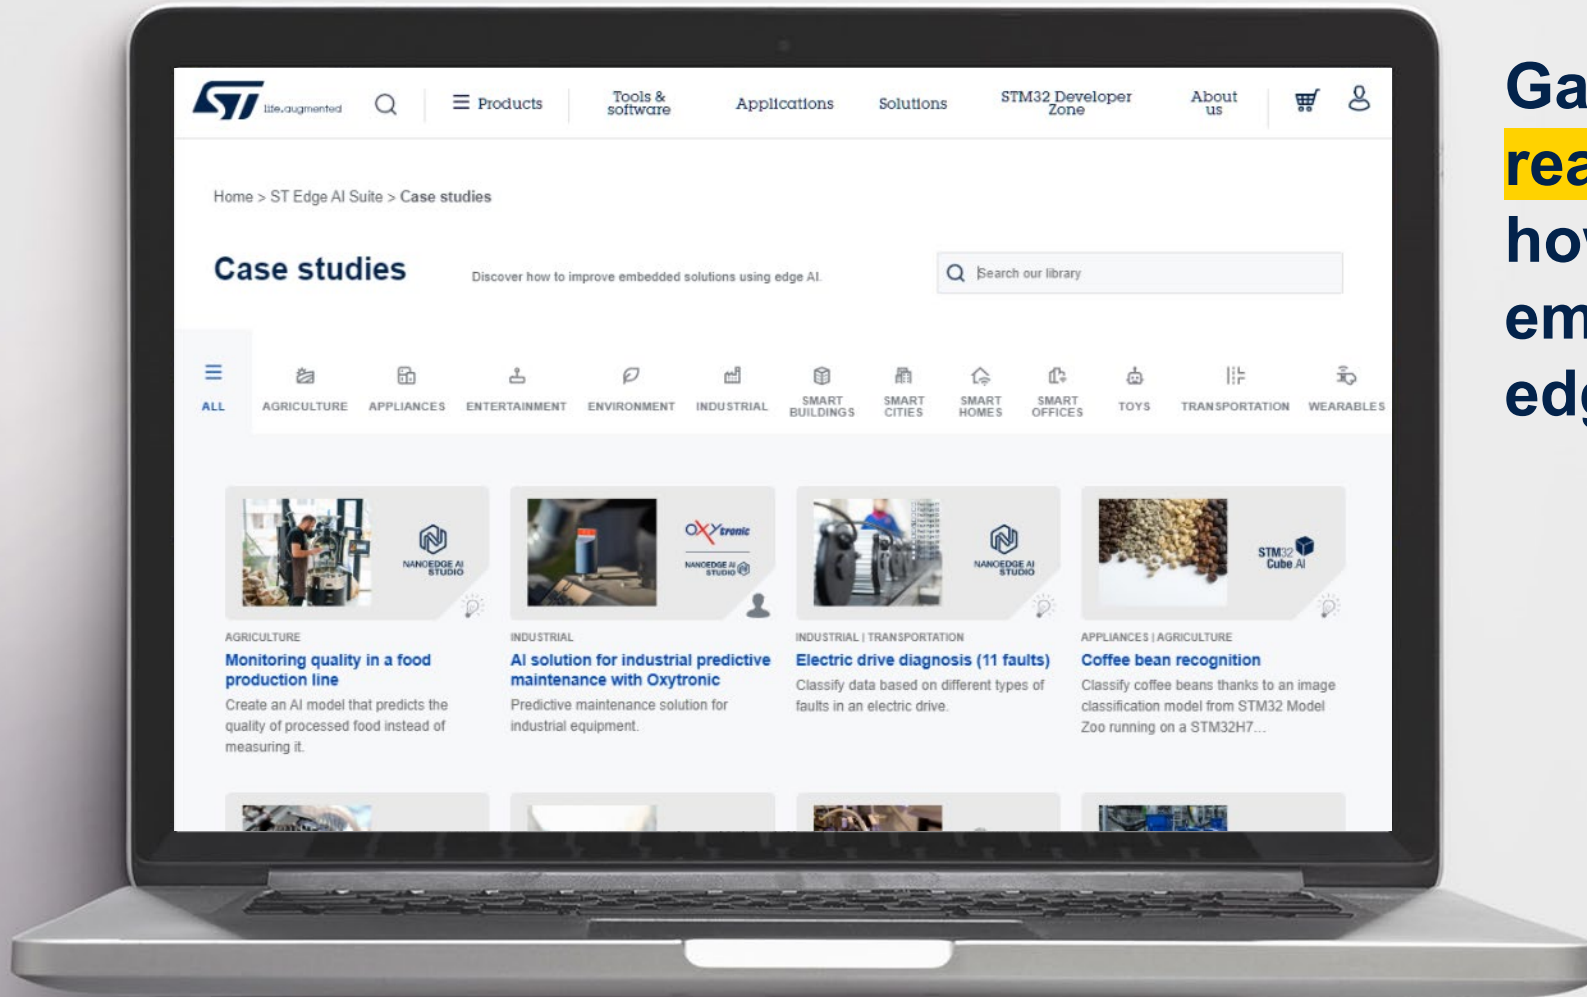 ST life.augmented
Products
Tools &
software
Applications
Solutions
STM32 Developer
Zone
About
us
Home > ST Edge AI Suite > Case studies
Case studies
Discover how to improve embedded solutions using edge AI.
Search our library
ALL
AGRICULTURE
APPLIANCES
ENTERTAINMENT
ENVIRONMENT
INDUSTRIAL
SMART
BUILDINGS
SMART
CITIES
SMART
HOMES
SMART
OFFICES
TOYS
TRANSPORTATION
WEARABLES
NANOEDGE AI
STUDIO
AGRICULTURE
Monitoring quality in a food
production line
Create an AI model that predicts the
quality of processed food instead of
measuring it.
OXYtronic
NANOEDGE AI
STUDIO
INDUSTRIAL
AI solution for industrial predictive
maintenance with Oxytronic
Predictive maintenance solution for
industrial equipment.
NANOEDGE AI
STUDIO
INDUSTRIAL | TRANSPORTATION
Electric drive diagnosis (11 faults)
Classify data based on different types of
faults in an electric drive.
STM32
Cube.AI
APPLIANCES | AGRICULTURE
Coffee bean recognition
Classify coffee beans thanks to an image
classification model from STM32 Model
Zoo running on a STM32H7...
Ga
rea
how
em
edg